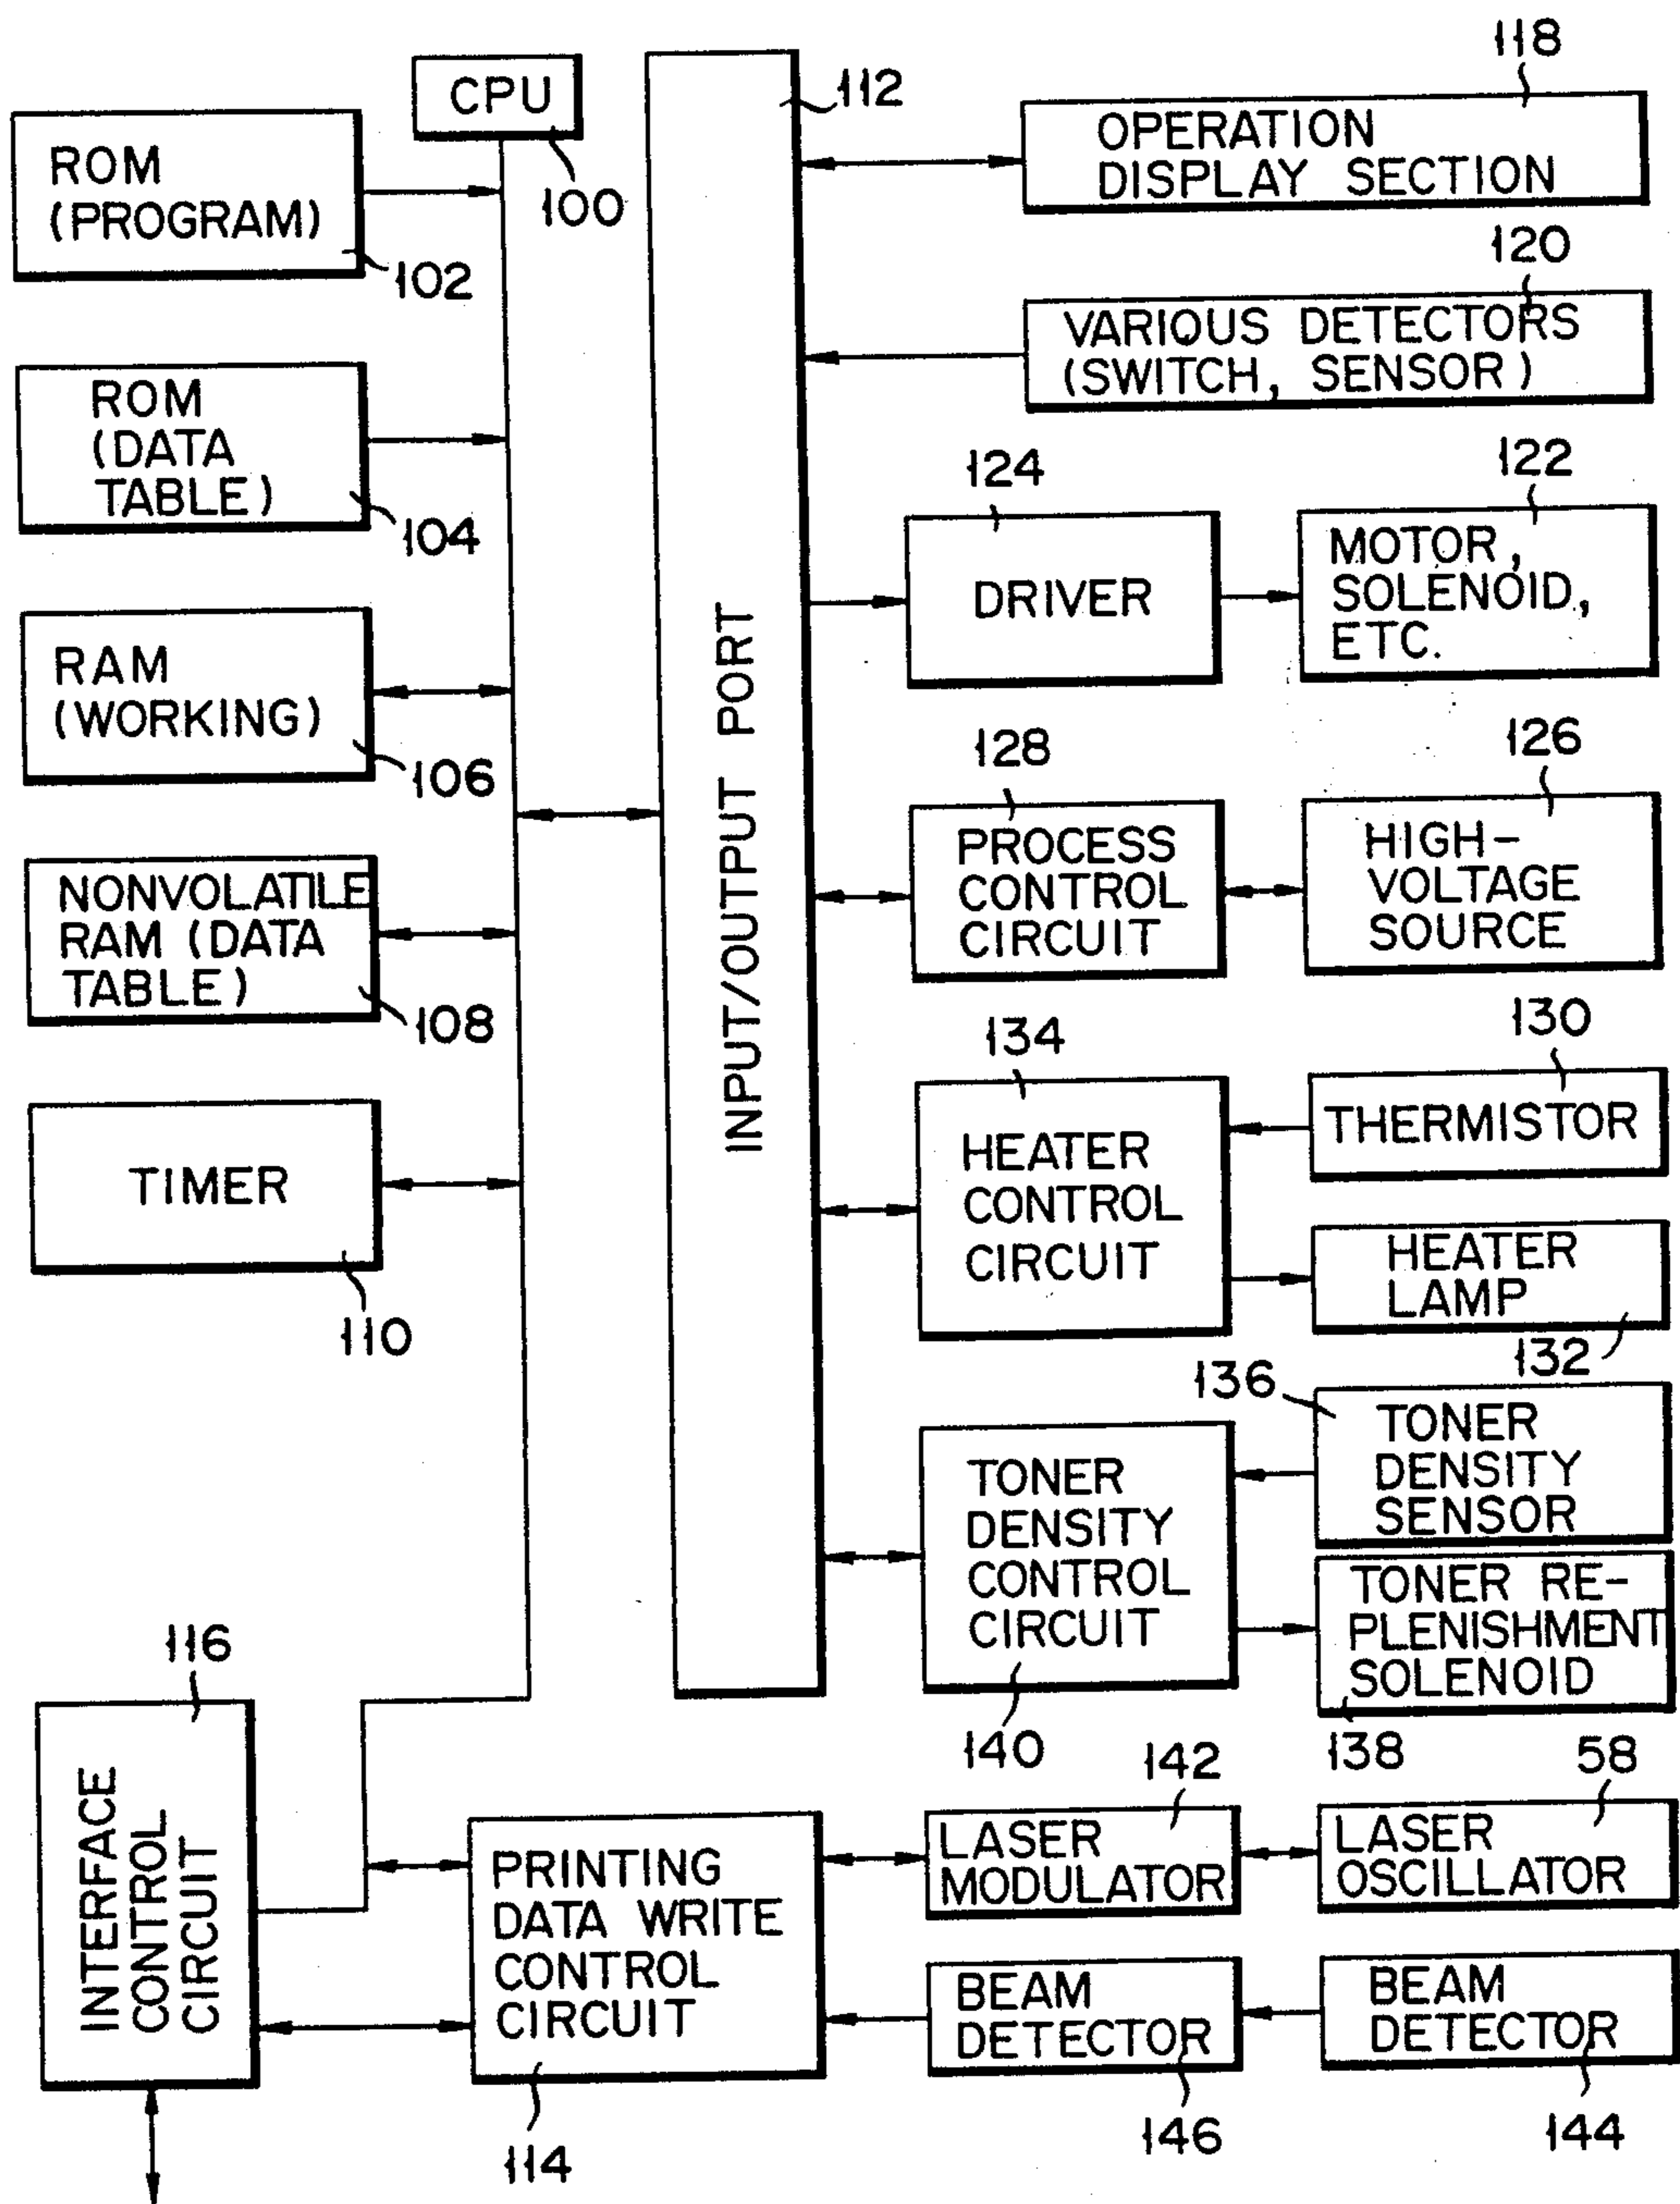 CPU
100
ROM
(PROGRAM)
102
ROM
(DATA
TABLE)
104
RAM
(WORKING)
106
NONVOLATILE
RAM (DATA
TABLE)
108
TIMER
110
INPUT/OUTPUT PORT
112
118
OPERATION
DISPLAY SECTION
120
VARIOUS DETECTORS
(SWITCH, SENSOR)
124
DRIVER
122
MOTOR,
SOLENOID,
ETC.
128
PROCESS
CONTROL
CIRCUIT
126
HIGH-
VOLTAGE
SOURCE
134
HEATER
CONTROL
CIRCUIT
130
THERMISTOR
HEATER
LAMP
132
136
TONER
DENSITY
SENSOR
TONER
DENSITY
CONTROL
CIRCUIT
140
TONER RE-
PLENISHMENT
SOLENOID
138
116
INTERFACE
CONTROL
CIRCUIT
PRINTING
DATA WRITE
CONTROL
CIRCUIT
114
142
LASER
MODULATOR
58
LASER
OSCILLATOR
BEAM
DETECTOR
146
BEAM
DETECTOR
144